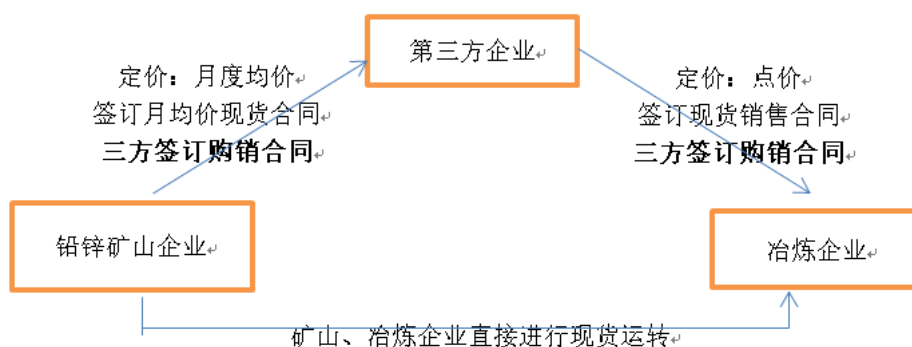 第三方企业
定价：月度均价
签订月均价现货合同
三方签订购销合同
定价：点价
签订现货销售合同
三方签订购销合同
铅锌矿山企业
冶炼企业
矿山、冶炼企业直接进行现货运转